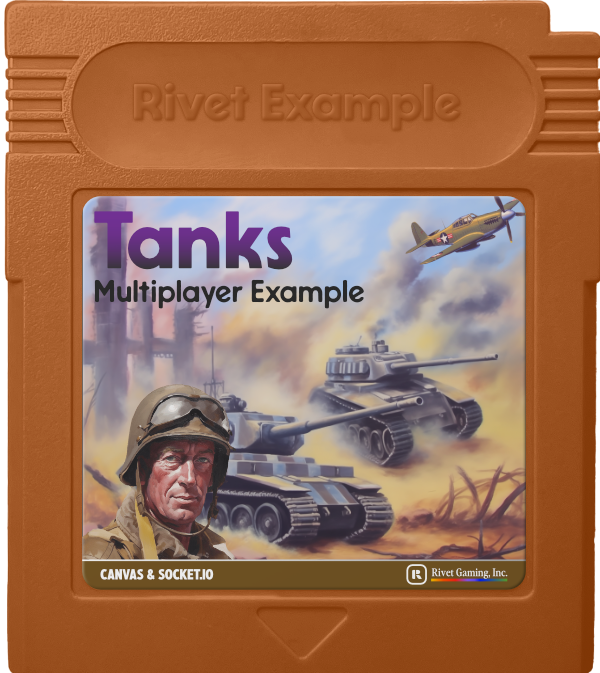 Rivet Example
Tanks
Multiplayer Example
CANVAS & SOCKET.IO
R Rivet Gaming, Inc.